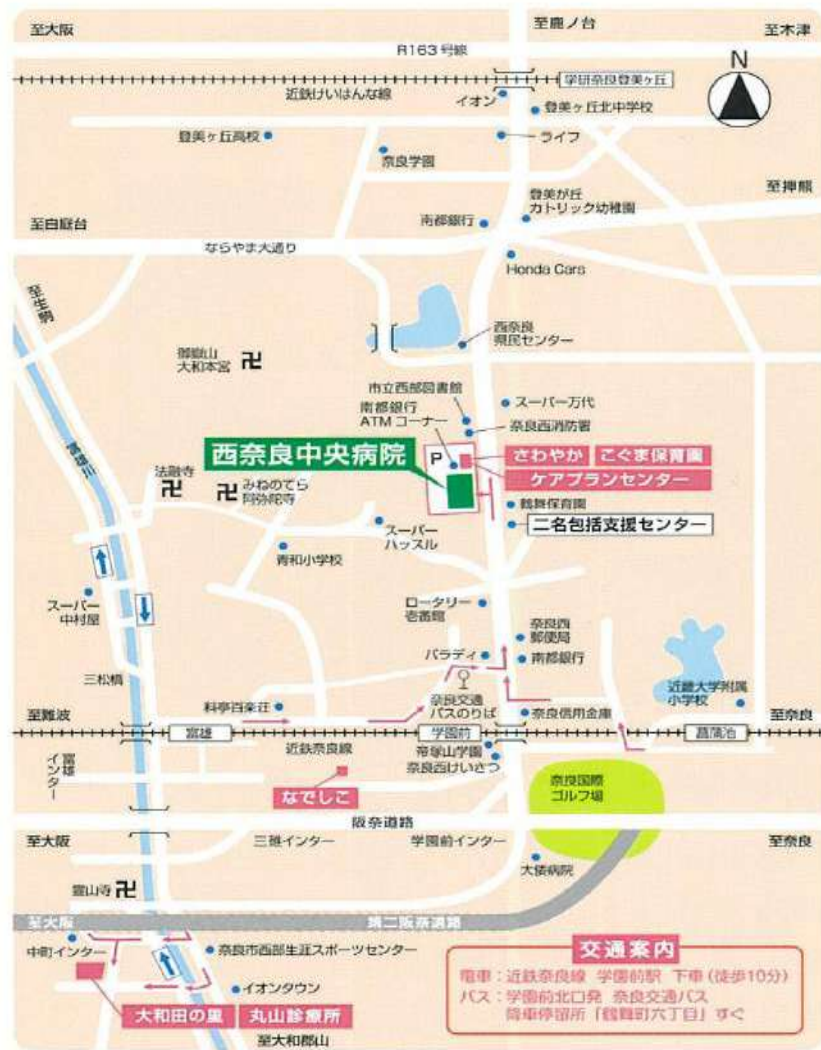 至大阪
至鹿ノ台
至木津
R163号線
学研奈良登美ヶ丘
N
近鉄けいはんな線
イオン
登美ヶ丘北中学校
登美ヶ丘高校
ライフ
奈良学園
至押熊
登美が丘
カトリック幼稚園
南都銀行
至白庭台
ならやま大通り
Honda Cars
至生駒
西奈良
県民センター
御嶽山
大和本宮
卍
市立西部図書館
スーパー万代
南都銀行
ATMコーナー
奈良西消防署
西奈良中央病院
P
さわやか
こぐま保育園
ケアプランセンター
富雄川
法融寺
卍
卍
みねのてら
阿弥陀寺
鶴舞保育園
二名包括支援センター
スーパー
ハッスル
青和小学校
スーパー
中村屋
ロータリー
壱番館
奈良西
郵便局
パラディ
南都銀行
三松橋
近畿大学附属
小学校
料亭百楽荘
奈良交通
バスのりば
奈良信用金庫
至難波
至奈良
富雄
学園前
菖蒲池
近鉄奈良線
帝塚山学園
奈良西けいさつ
富雄
インター
なでしこ
奈良国際
ゴルフ場
阪奈道路
至大阪
三碓インター
学園前インター
至奈良
大倭病院
霊山寺
卍
至大阪
第二阪奈道路
中町インター
奈良市西部生涯スポーツセンター
イオンタウン
大和田の里
丸山診療所
至大和郡山
交通案内
電車：近鉄奈良線 学園前駅 下車（徒歩10分）
バス：学園前北口発 奈良交通バス
降車停留所「鶴舞町六丁目」すぐ